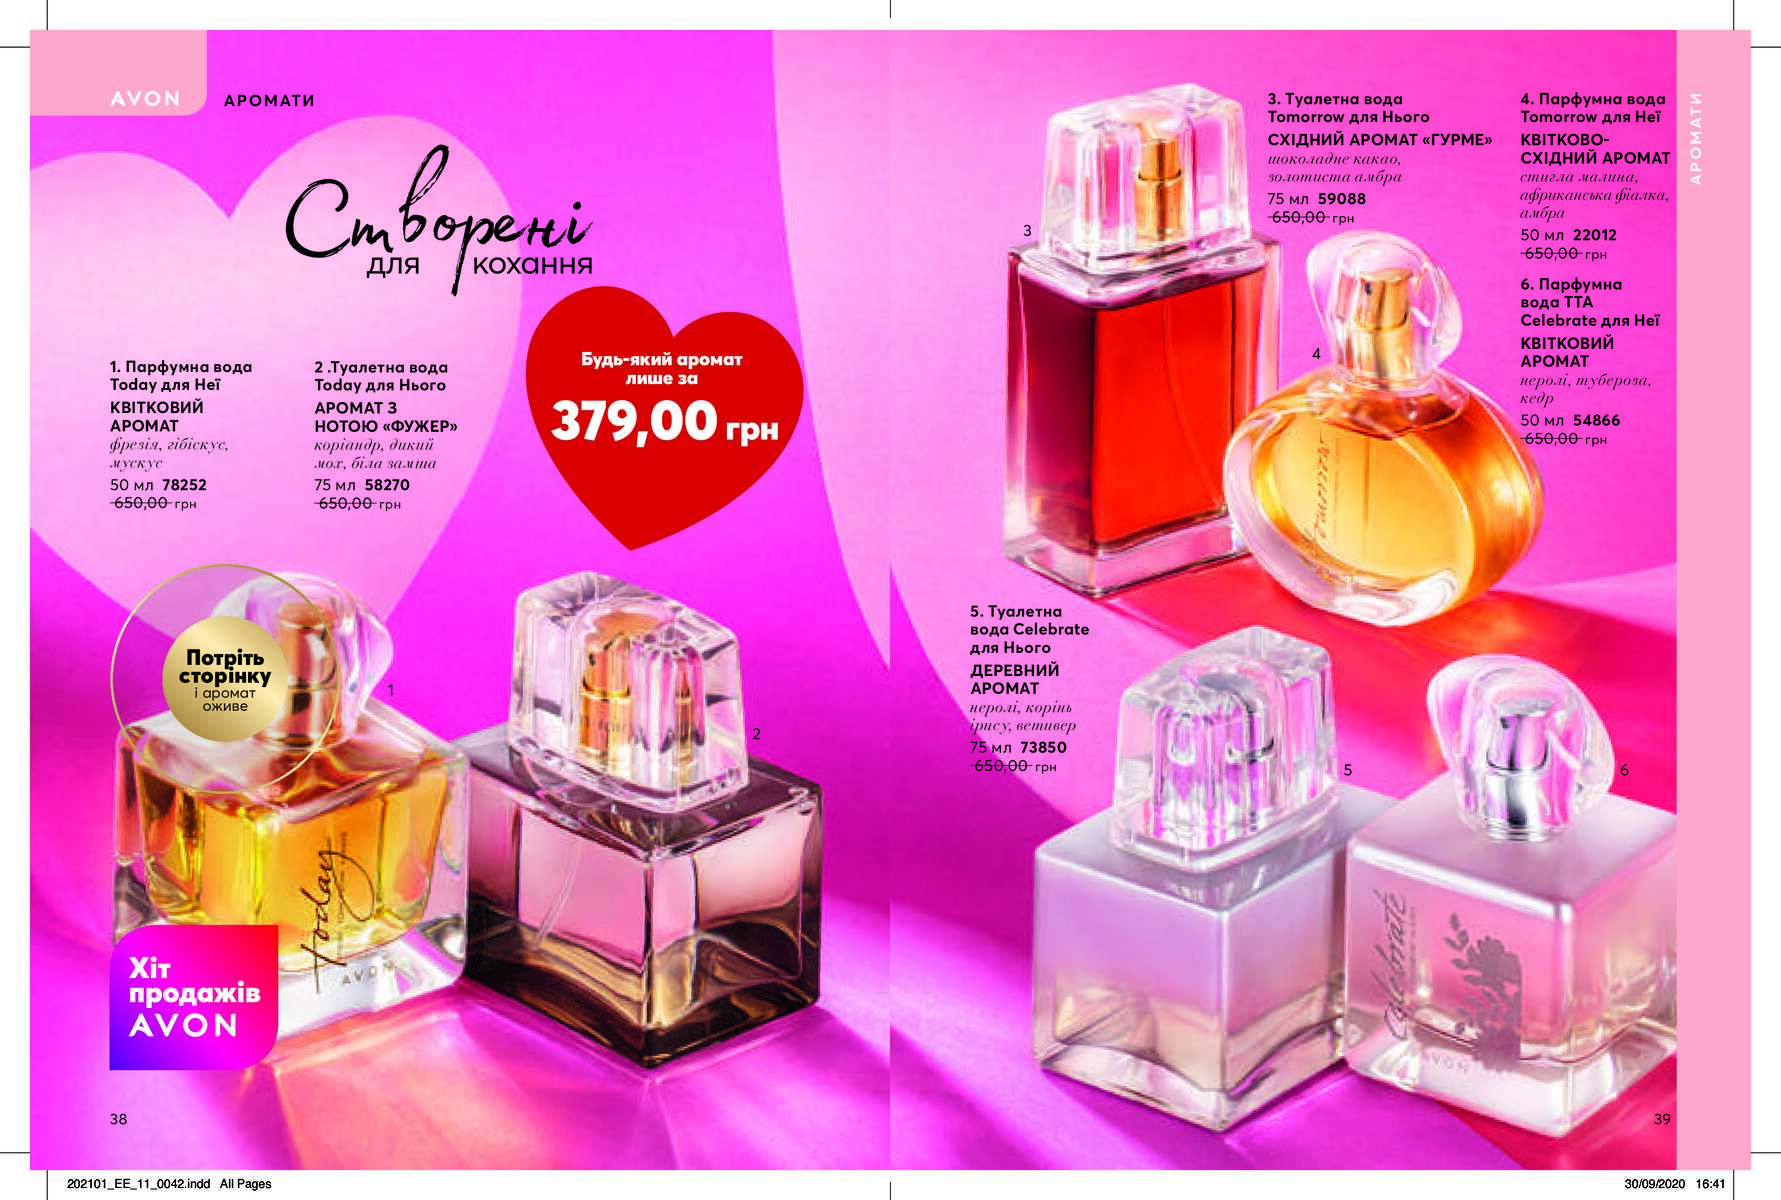 AVON
АРОМАТИ
Створені
для кохання
1. Парфумна вода
Today для Неї
КВІТКОВИЙ
АРОМАТ
фрезія, гібіскус,
мускус
50 мл 78252
650,00 грн
2 .Туалетна вода
Today для Нього
АРОМАТ З
НОТОЮ «ФУЖЕР»
коріандр, дикий
мох, біла замша
75 мл 58270
650,00 грн
Будь-який аромат
лише за
379,00 грн
Потріть
сторінку
і аромат
оживе
1
2
today
AVON
Хіт
продажів
AVON
38
3. Туалетна вода
Tomorrow для Нього
СХІДНИЙ АРОМАТ «ГУРМЕ»
шоколадне какао,
золотиста амбра
75 мл 59088
650,00 грн
4. Парфумна вода
Tomorrow для Неї
КВІТКОВО-
СХІДНИЙ АРОМАТ
стигла малина,
африканська фіалка,
амбра
50 мл 22012
650,00 грн
6. Парфумна
вода TTA
Celebrate для Неї
КВІТКОВИЙ
АРОМАТ
неролі, тубероза,
кедр
50 мл 54866
650,00 грн
АРОМАТИ
3
4
5. Туалетна
вода Celebrate
для Нього
ДЕРЕВНИЙ
АРОМАТ
неролі, корінь
ірису, ветивер
75 мл 73850
650,00 грн
5
6
celebrate
AVON
39
202101_EE_11_0042.indd All Pages
30/09/2020 16:41